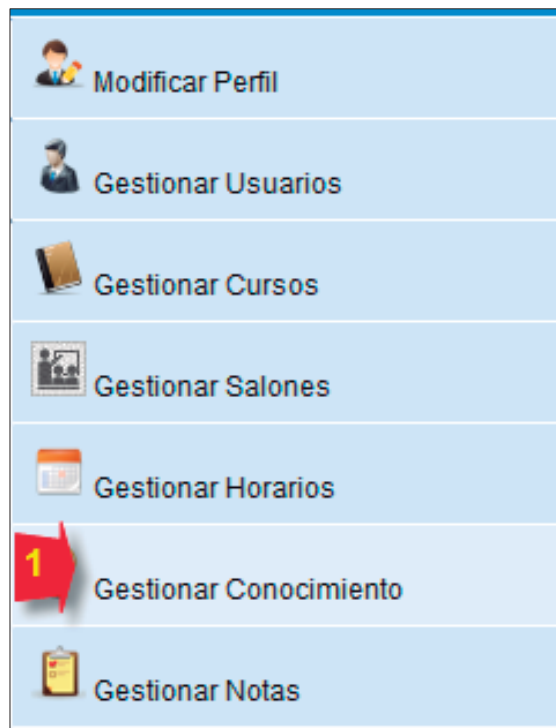 Modificar Perfil
Gestionar Usuarios
Gestionar Cursos
Gestionar Salones
Gestionar Horarios
1
Gestionar Conocimiento
Gestionar Notas